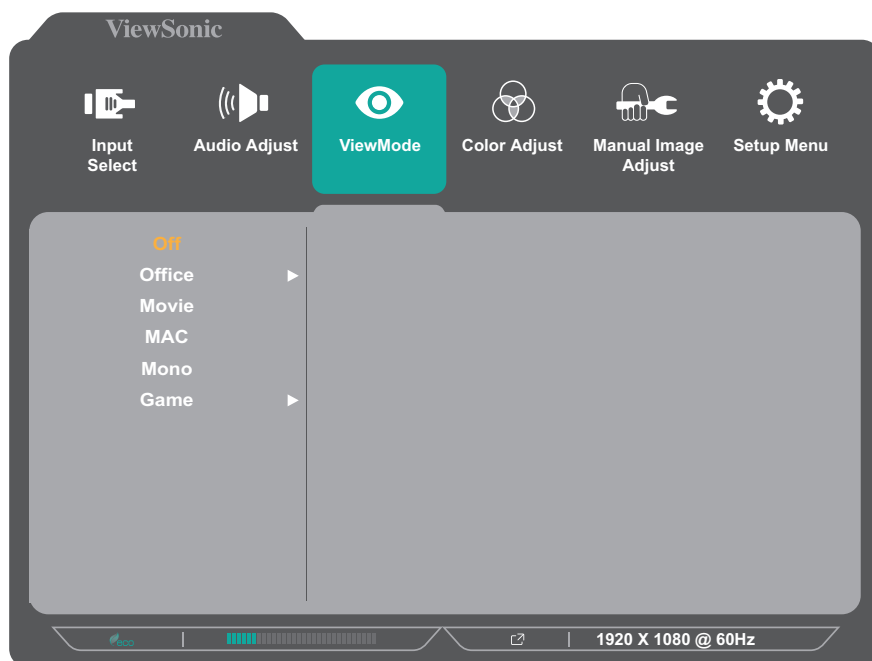 ViewSonic
Input
Select
Audio Adjust
ViewMode
Color Adjust
Manual Image
Adjust
Setup Menu
Off
Office
Movie
MAC
Mono
Game
eco
1920 X 1080 @ 60Hz